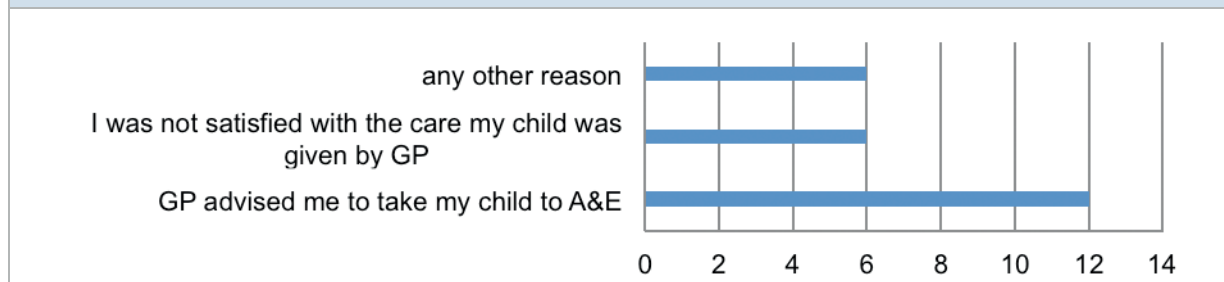 any other reason
I was not satisfied with the care my child was
given by GP
GP advised me to take my child to A&E
0 2 4 6 8 10 12 14